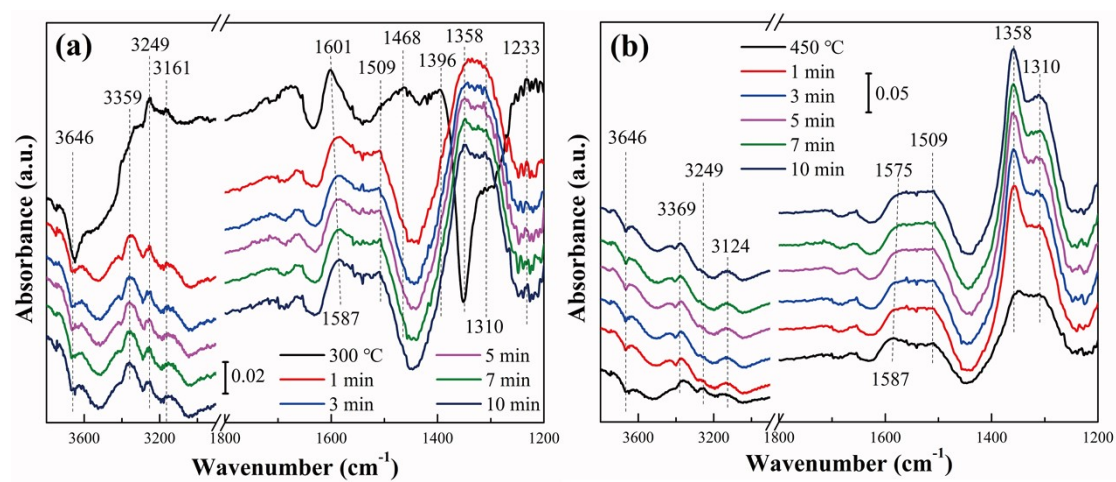 (a)
3249
3161
3359
3646
1601
1468
1358
1509
1396
1233
1587
1310
300 ℃
1 min
3 min
5 min
7 min
10 min
0.02
3600
3200
1800
1600
1400
1200
Absorbance (a.u.)
Wavenumber (cm-1)
(b)
450 ℃
1 min
3 min
5 min
7 min
10 min
0.05
1358
1310
3646
3249
3369
3124
1575
1509
1587
3600
3200
1800
1600
1400
1200
Absorbance (a.u.)
Wavenumber (cm-1)